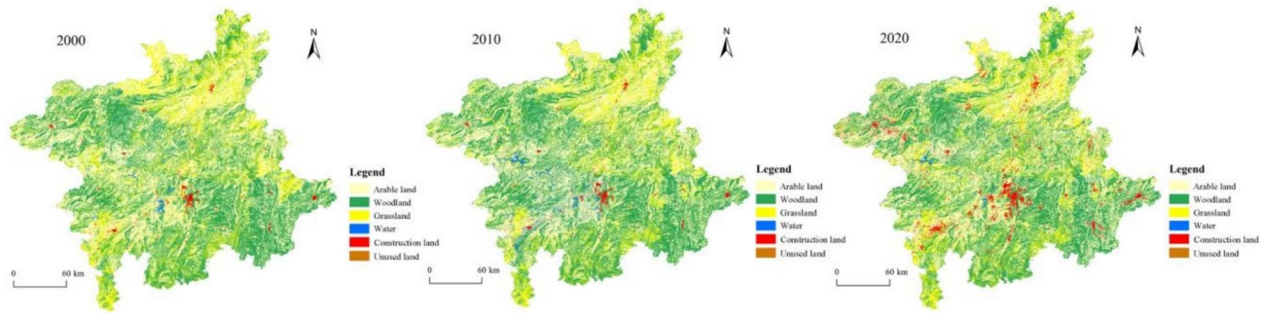 2000
N
Legend
Arable land
Woodland
Grassland
Water
Construction land
Unused land
0 60 km
2010
N
Legend
Arable land
Woodland
Grassland
Water
Construction land
Unused land
0 60 km
2020
N
Legend
Arable land
Woodland
Grassland
Water
Construction land
Unused land
0 60 km